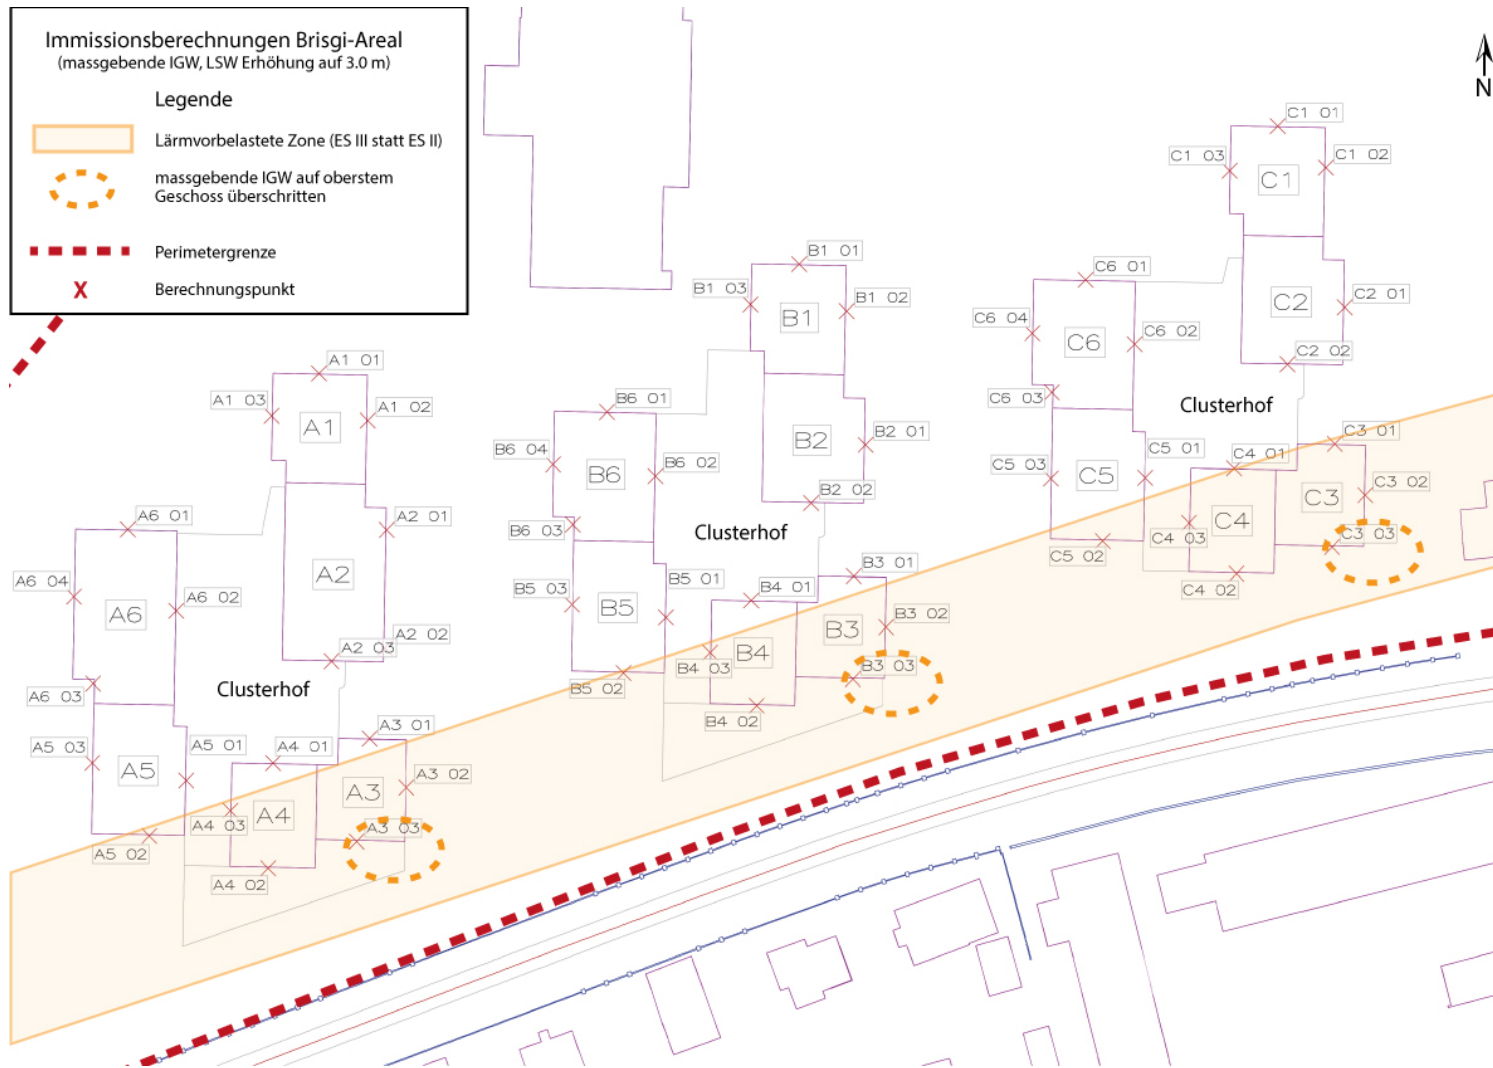 Immissionsberechnungen Brisgi-Areal
(massgebende IGW, LSW Erhöhung auf 3.0 m)
Legende
Lärmvorbelastete Zone (ES III statt ES II)
massgebende IGW auf oberstem
Geschoss überschritten
Perimetergrenze
X Berechnungspunkt
N
C1 01
C1 03
C1 02
C1
C6 01
C2
C2 01
C6 04
C6 02
C6
C2 02
C6 03
Clusterhof
C3 01
C5 01
C4 01
C5 03
C5
C3
C3 02
C4
C4 03
C3 03
C5 02
C4 02
B1 01
B1 03
B1 02
B1
B6 01
B2
B2 01
B6 04
B6 02
B6
B2 02
B6 03
Clusterhof
B3 01
B5 01
B4 01
B5 03
B5
B3
B3 02
B4
B4 03
B3 03
B5 02
B4 02
A1 01
A1 03
A1 02
A1
A6 01
A2 01
A6 04
A2
A6 02
A6
A2 02
A2 03
A6 03
Clusterhof
A3 01
A5 01
A4 01
A5 03
A5
A3 02
A3
A4
A4 03
A3 03
A5 02
A4 02